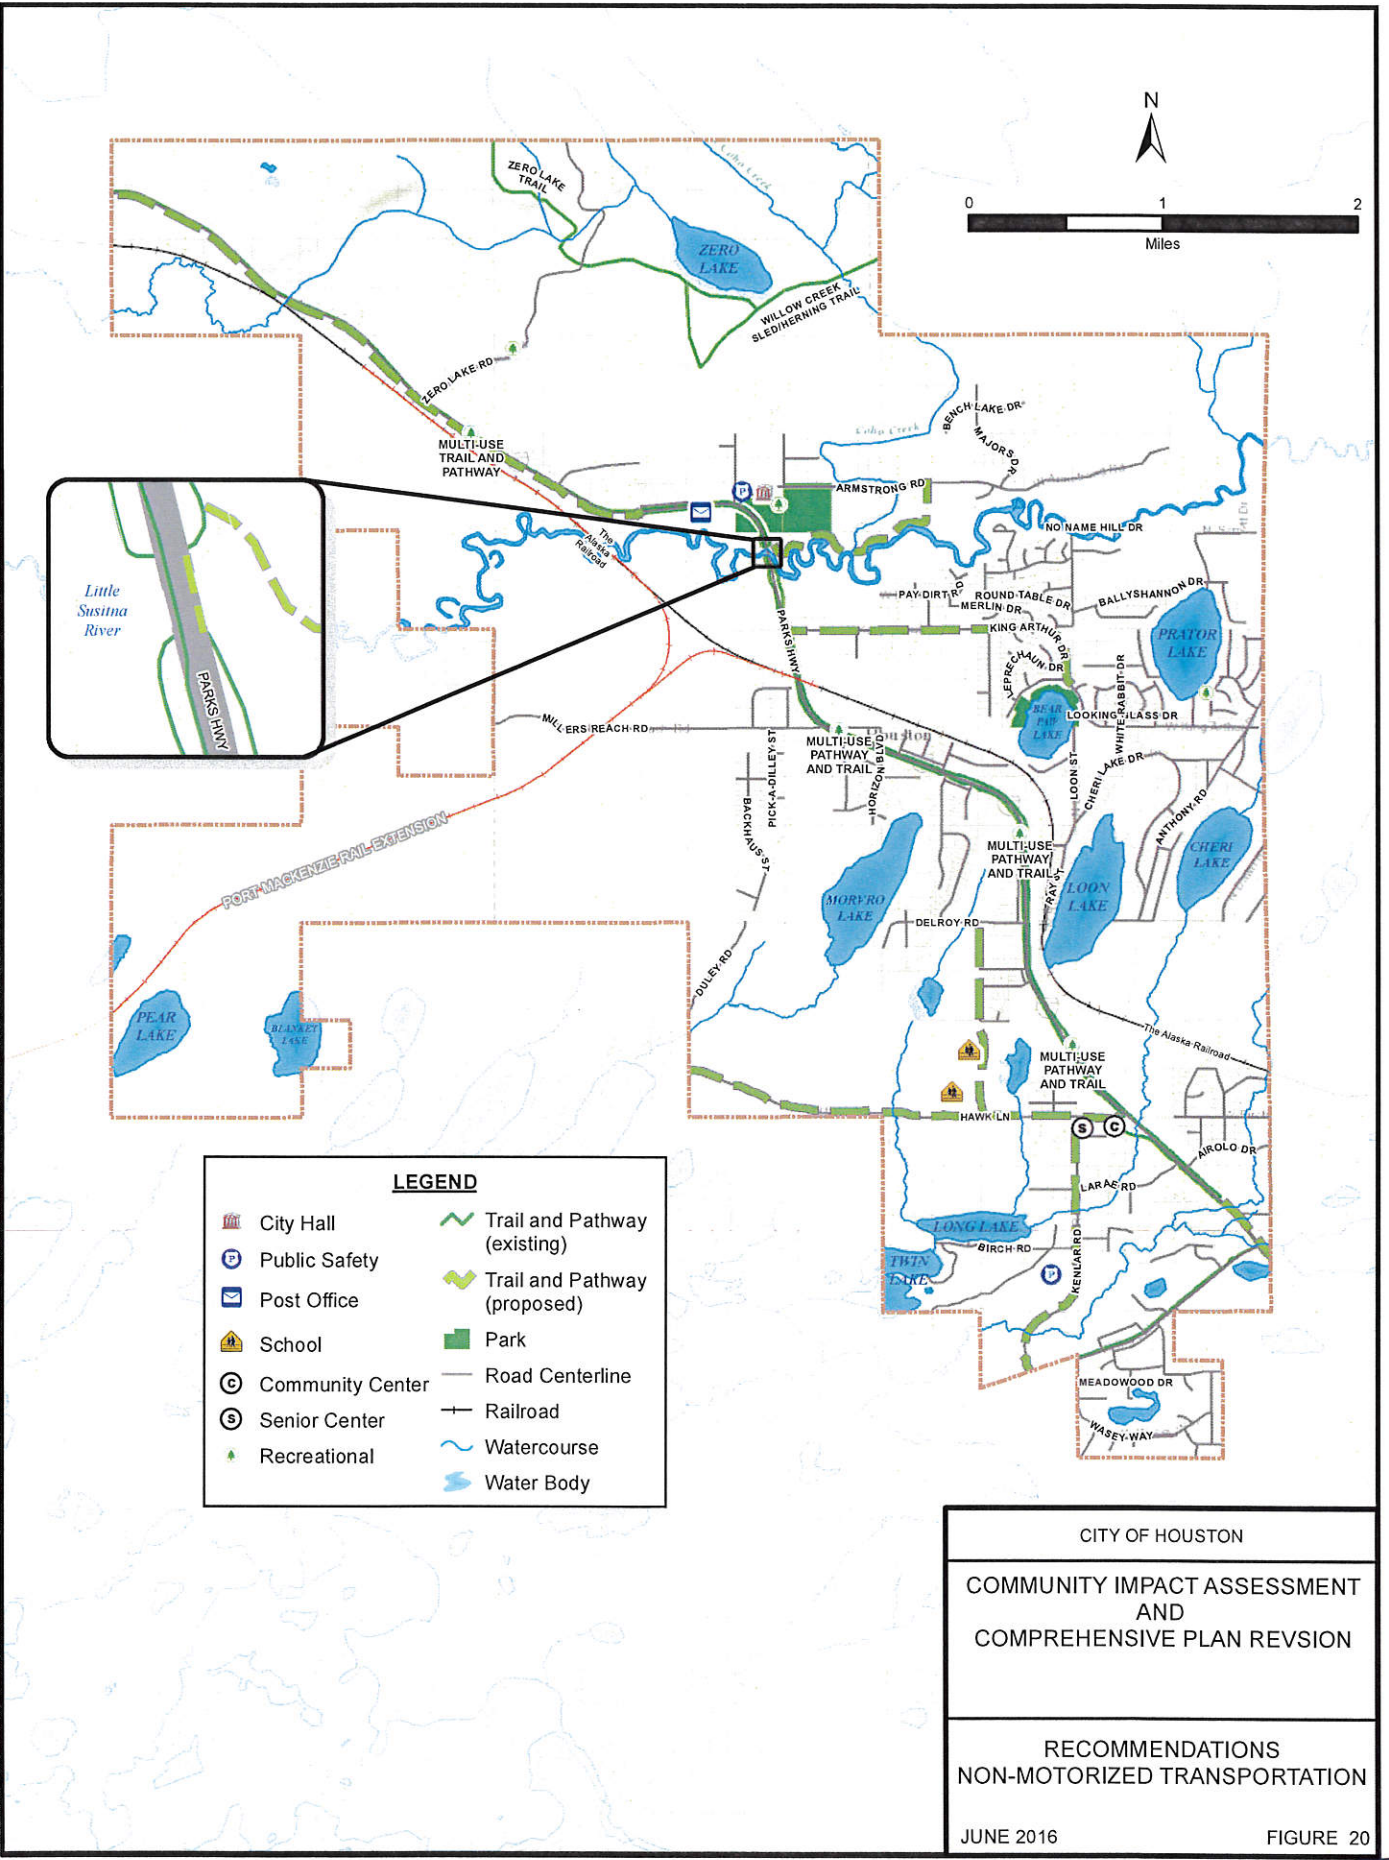 N
0 1 2
Miles
Coho Creek
ZERO LAKE
TRAIL
ZERO
LAKE
WILLOW CREEK
SLED/HERNING TRAIL
ZERO LAKE RD
MULTI-USE
TRAIL AND
PATHWAY
Coho Creek
BENCH LAKE DR
MAJORS DR
ARMSTRONG RD
NO NAME HILL DR
The
Alaska
Railroad
Little
Susitna
River
PARKS HWY
PAY DIRT RD
ROUND TABLE DR
MERLIN DR
BALLYSHANNON DR
KING ARTHUR DR
PRATOR
LAKE
PARKS HWY
LEPRECHAUN DR
WHITE RABBIT DR
BEAR
PAW
LAKE
LOOKING GLASS DR
MILLERS REACH RD
Houston
MULTI-USE
PATHWAY
AND TRAIL
HORIZON BLVD
PICK-A-DILLEY ST
BACKHAUS ST
LOON ST
CHERI LAKE DR
ANTHONY RD
PORT MACKENZIE RAIL EXTENSION
MULTI-USE
PATHWAY
AND TRAIL
RAY ST
LOON
LAKE
CHERI
LAKE
MORVRO
LAKE
DELROY RD
DULEY RD
PEAR
LAKE
BLANKET
LAKE
The Alaska Railroad
MULTI-USE
PATHWAY
AND TRAIL
HAWK LN
S C
AIROLO DR
LARAE RD
LONG LAKE
BIRCH RD
TWIN
LAKE
KENLAR RD
MEADOWOOD DR
WASEY WAY
LEGEND
City Hall
Public Safety
Post Office
School
Community Center
Senior Center
Recreational
Trail and Pathway
(existing)
Trail and Pathway
(proposed)
Park
Road Centerline
Railroad
Watercourse
Water Body
CITY OF HOUSTON
COMMUNITY IMPACT ASSESSMENT
AND
COMPREHENSIVE PLAN REVSION
RECOMMENDATIONS
NON-MOTORIZED TRANSPORTATION
JUNE 2016 FIGURE 20